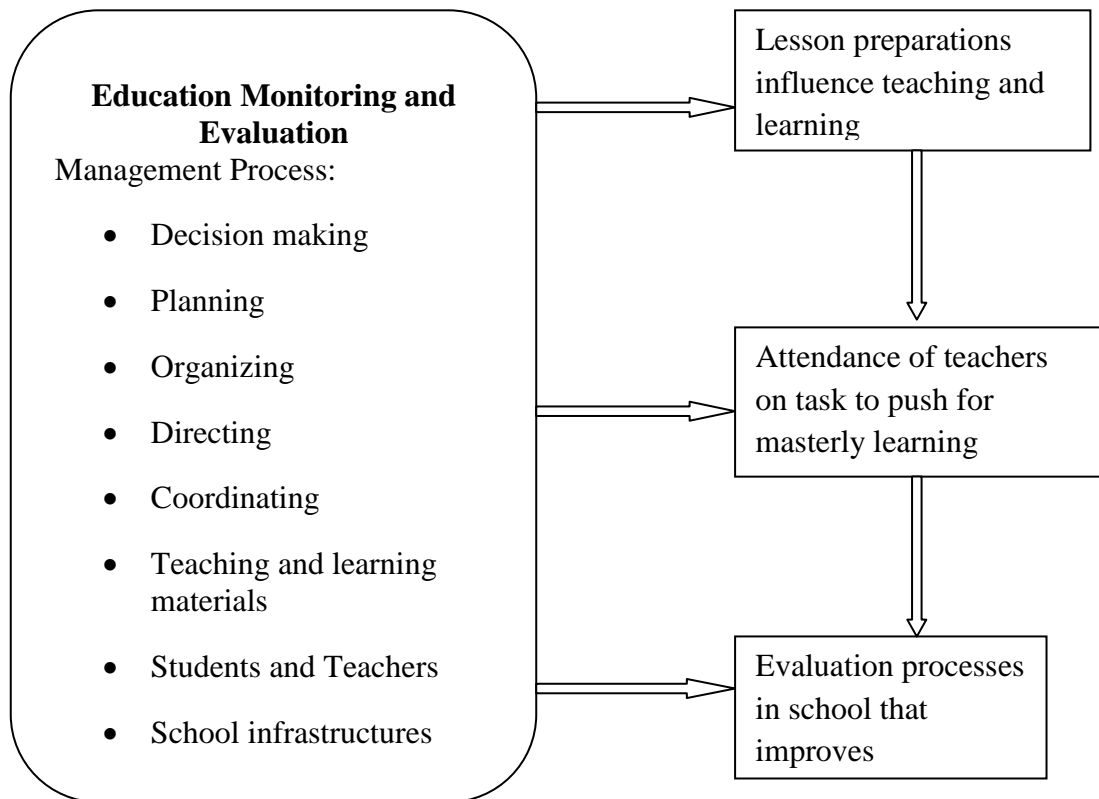 Education Monitoring and
Evaluation
Management Process:
• Decision making
• Planning
• Organizing
• Directing
• Coordinating
• Teaching and learning
materials
• Students and Teachers
• School infrastructures
Lesson preparations
influence teaching and
learning
Attendance of teachers
on task to push for
masterly learning
Evaluation processes
in school that
improves